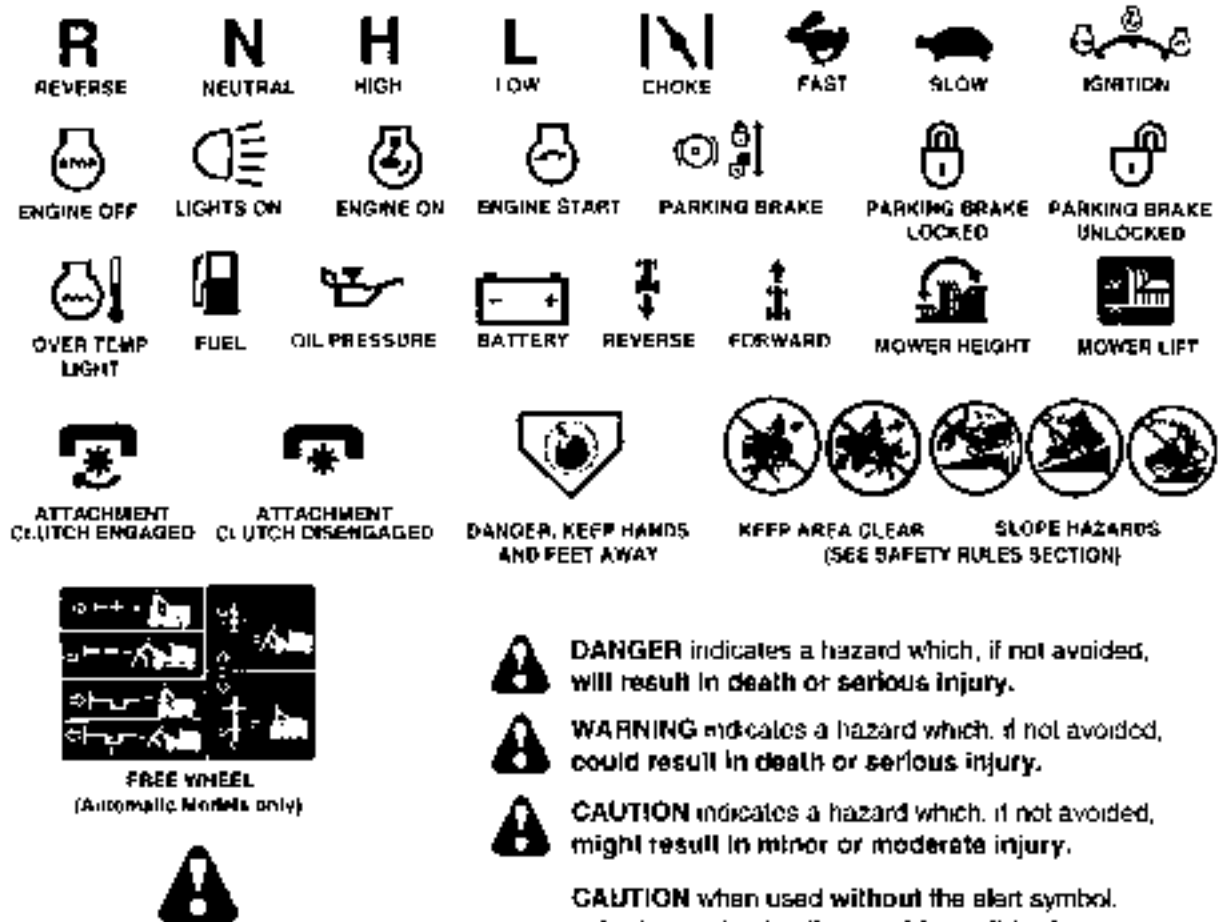 R N H L
REVERSE NEUTRAL HIGH LOW CHOKE FAST SLOW IGNITION
STOP
ENGINE OFF LIGHTS ON ENGINE ON ENGINE START PARKING BRAKE PARKING BRAKE LOCKED PARKING BRAKE UNLOCKED
- +
OVER TEMP LIGHT FUEL OIL PRESSURE BATTERY REVERSE FORWARD MOWER HEIGHT MOWER LIFT
ATTACHMENT CLUTCH ENGAGED
ATTACHMENT CLUTCH DISENGAGED
DANGER, KEEP HANDS
AND FEET AWAY
KEEP AREA CLEAR SLOPE HAZARDS
(SEE SAFETY RULES SECTION)
FREE WHEEL
(Automatic Models only)
DANGER indicates a hazard which, if not avoided,
will result in death or serious injury.
WARNING indicates a hazard which, if not avoided,
could result in death or serious injury.
CAUTION indicates a hazard which, if not avoided,
might result in minor or moderate injury.
CAUTION when used without the alert symbol,